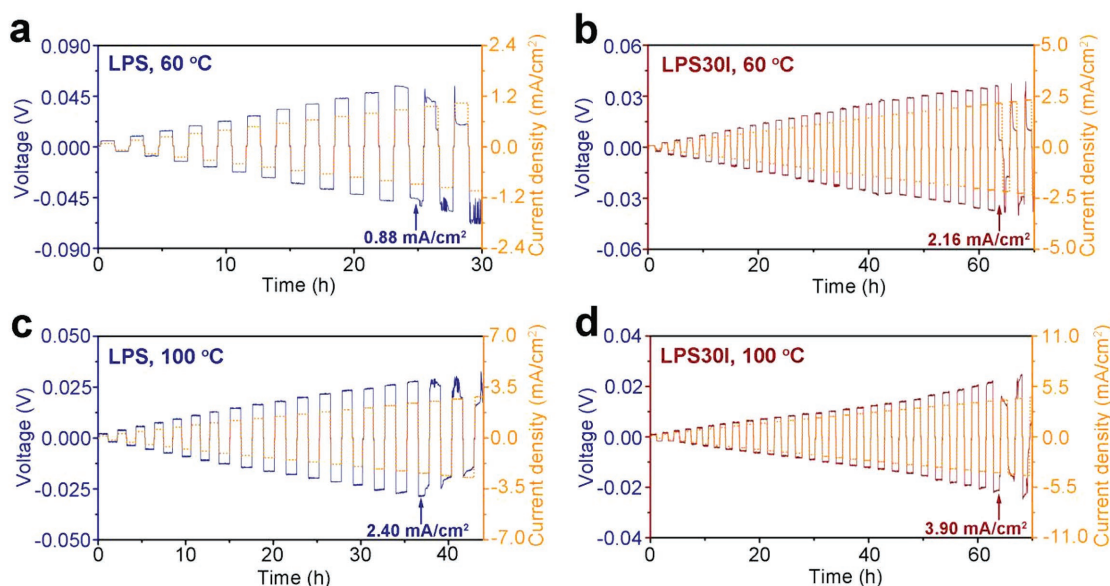 a
LPS, 60 °C
Voltage (V)
0.090
0.045
0.000
-0.045
-0.090
Current density (mA/cm²)
2.4
1.2
0.0
-1.2
-2.4
0.88 mA/cm²
0 10 20 30
Time (h)
b
LPS30I, 60 °C
Voltage (V)
0.06
0.03
0.00
-0.03
-0.06
Current density (mA/cm²)
5.0
2.5
0.0
-2.5
-5.0
2.16 mA/cm²
0 20 40 60
Time (h)
c
LPS, 100 °C
Voltage (V)
0.050
0.025
0.000
-0.025
-0.050
Current density (mA/cm²)
7.0
3.5
0.0
-3.5
-7.0
2.40 mA/cm²
0 10 20 30 40
Time (h)
d
LPS30I, 100 °C
Voltage (V)
0.04
0.02
0.00
-0.02
-0.04
Current density (mA/cm²)
11.0
5.5
0.0
-5.5
-11.0
3.90 mA/cm²
0 20 40 60
Time (h)